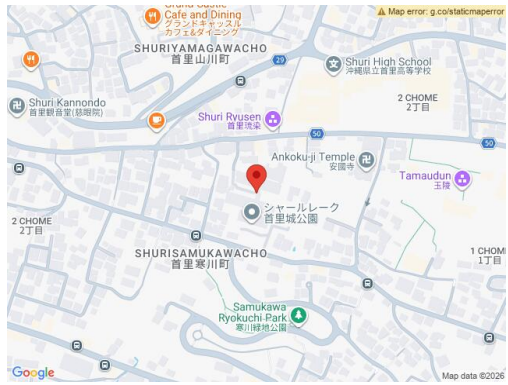 Cafe and Dining
グランドキャッスル
カフェ&ダイニング
Map error: g.co/staticmaperror
SHURIYAMAGAWACHO
首里山川町
29
Shuri High School
沖縄県立首里高等学校
Shuri Kannondo
首里観音堂(慈眼院)
2 CHOME
2丁目
Shuri Ryusen
首里琉染
50
50
Ankoku-ji Temple
安國寺
Tamaudun
玉陵
シャールレーク
首里城公園
2 CHOME
2丁目
SHURISAMUKAWACHO
首里寒川町
1 CHOM
1丁目
Samukawa
Ryokuchi Park
寒川緑地公園
Google
Map data ©2026